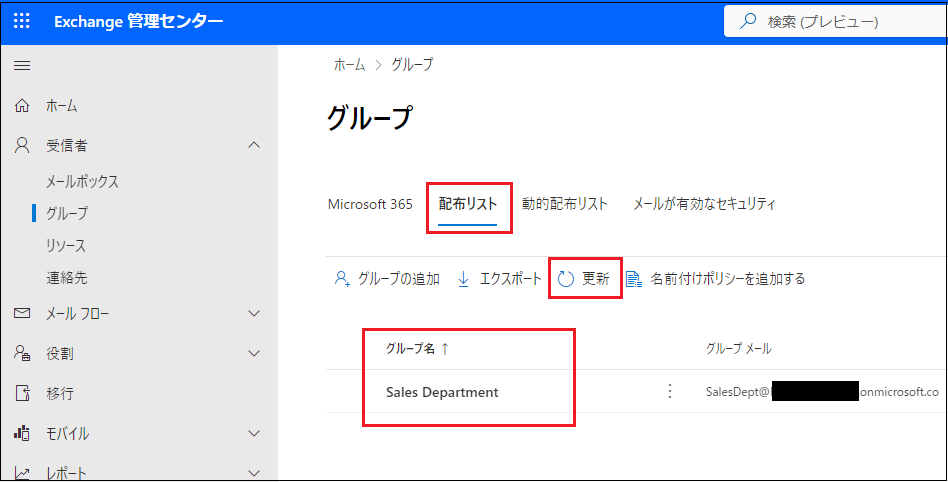 Exchange 管理センター
検索 (プレビュー)
ホーム
受信者
メールボックス
グループ
リソース
連絡先
メール フロー
役割
移行
モバイル
レポート
ホーム > グループ
グループ
Microsoft 365 配布リスト 動的配布リスト メールが有効なセキュリティ
グループの追加 エクスポート 更新 名前付けポリシーを追加する
グループ名 ↑ グループ メール
Sales Department SalesDept@ .onmicrosoft.co